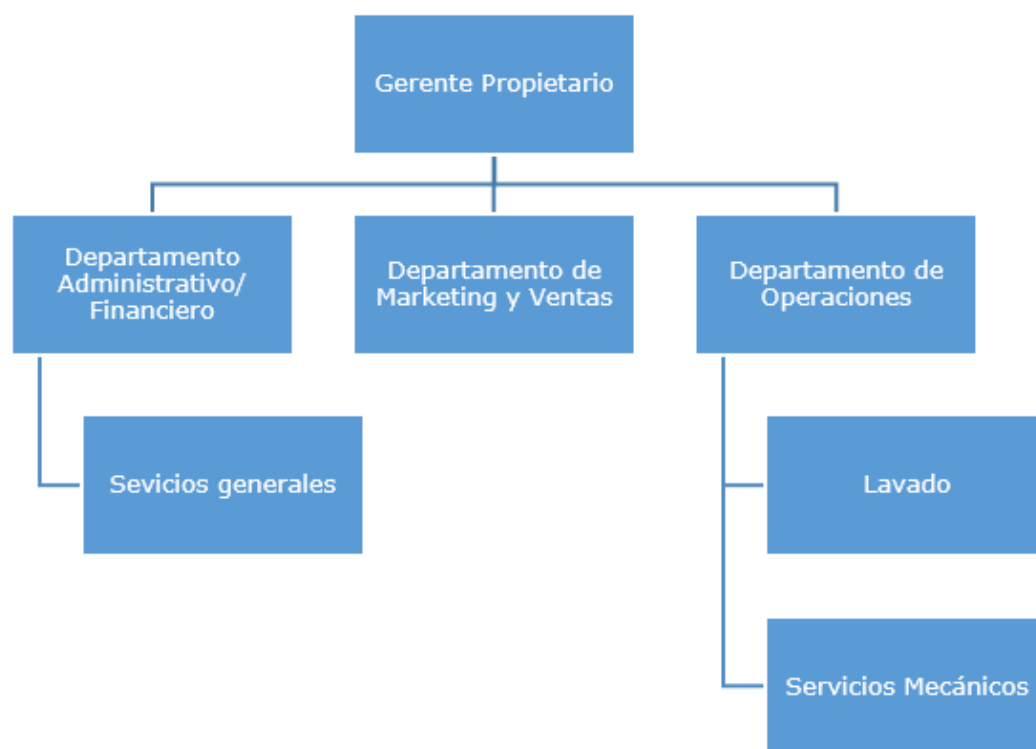 Gerente Propietario
Departamento
Administrativo/
Financiero
Departamento de
Marketing y Ventas
Departamento de
Operaciones
Sevicios generales
Lavado
Servicios Mecánicos